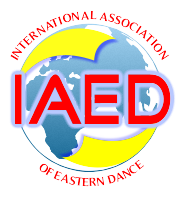 INTERNATIONAL ASSOCIATION
IAED
OF EASTERN DANCE